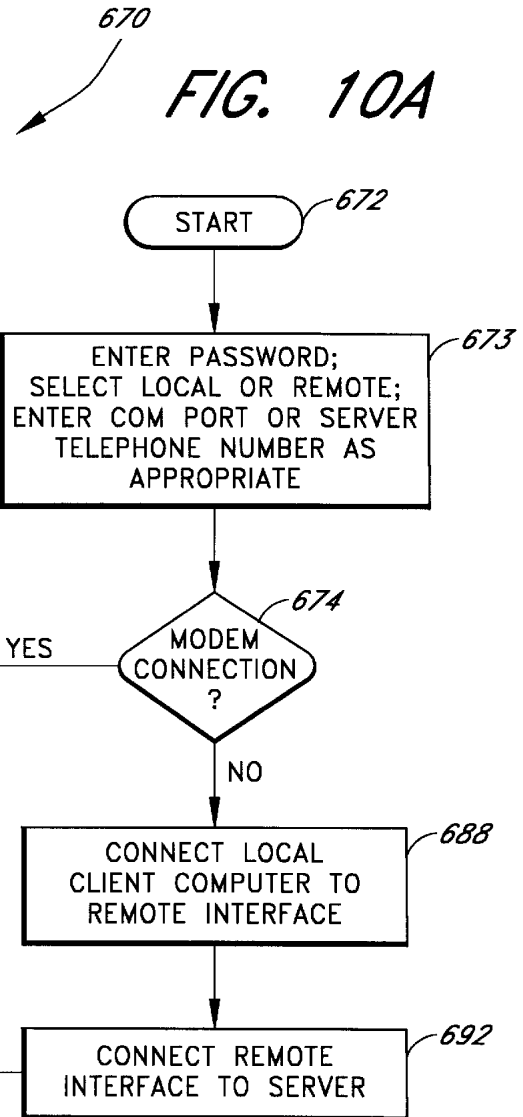 670
FIG. 10A
START
672
ENTER PASSWORD;
SELECT LOCAL OR REMOTE;
ENTER COM PORT OR SERVER
TELEPHONE NUMBER AS
APPROPRIATE
673
MODEM
CONNECTION
?
674
YES
NO
CONNECT LOCAL
CLIENT COMPUTER TO
REMOTE INTERFACE
688
CONNECT REMOTE
INTERFACE TO SERVER
692